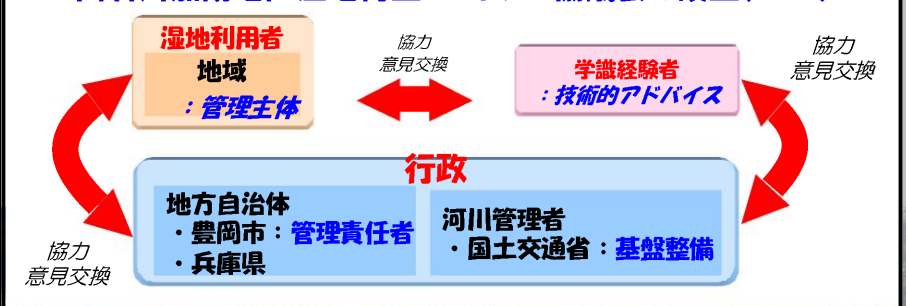 湿地利用者
地域
：管理主体
協力
意見交換
学識経験者
：技術的アドバイス
協力
意見交換
行政
地方自治体
・豊岡市：管理責任者
・兵庫県
河川管理者
・国土交通省：基盤整備
協力
意見交換